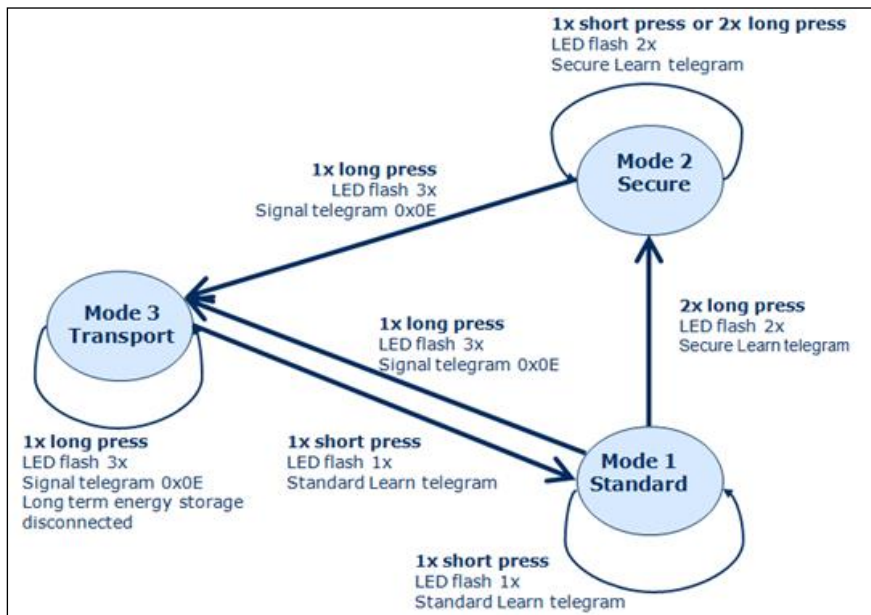 1x short press or 2x long press
LED flash 2x
Secure Learn telegram
Mode 2
Secure
1x long press
LED flash 3x
Signal telegram 0x0E
Mode 3
Transport
1x long press
LED flash 3x
Signal telegram 0x0E
2x long press
LED flash 2x
Secure Learn telegram
1x long press
LED flash 3x
Signal telegram 0x0E
Long term energy storage
disconnected
1x short press
LED flash 1x
Standard Learn telegram
Mode 1
Standard
1x short press
LED flash 1x
Standard Learn telegram